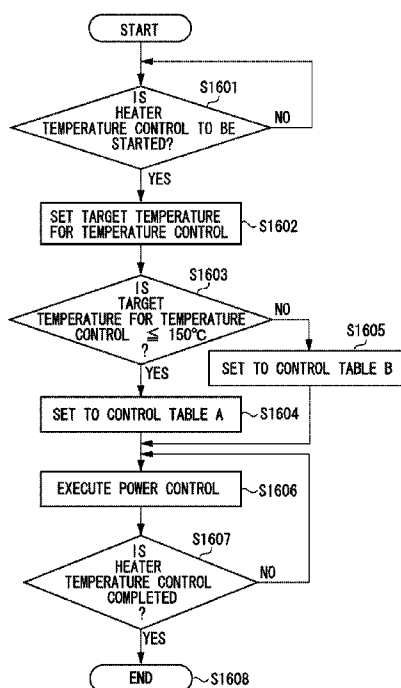 START
S1601
IS
HEATER
TEMPERATURE CONTROL TO BE
STARTED?
NO
YES
SET TARGET TEMPERATURE
FOR TEMPERATURE CONTROL
S1602
S1603
IS
TARGET
TEMPERATURE FOR TEMPERATURE
CONTROL ≦ 150℃
?
NO
YES
S1605
SET TO CONTROL TABLE B
SET TO CONTROL TABLE A
S1604
EXECUTE POWER CONTROL
S1606
S1607
IS
HEATER
TEMPERATURE CONTROL
COMPLETED
?
NO
YES
END
S1608